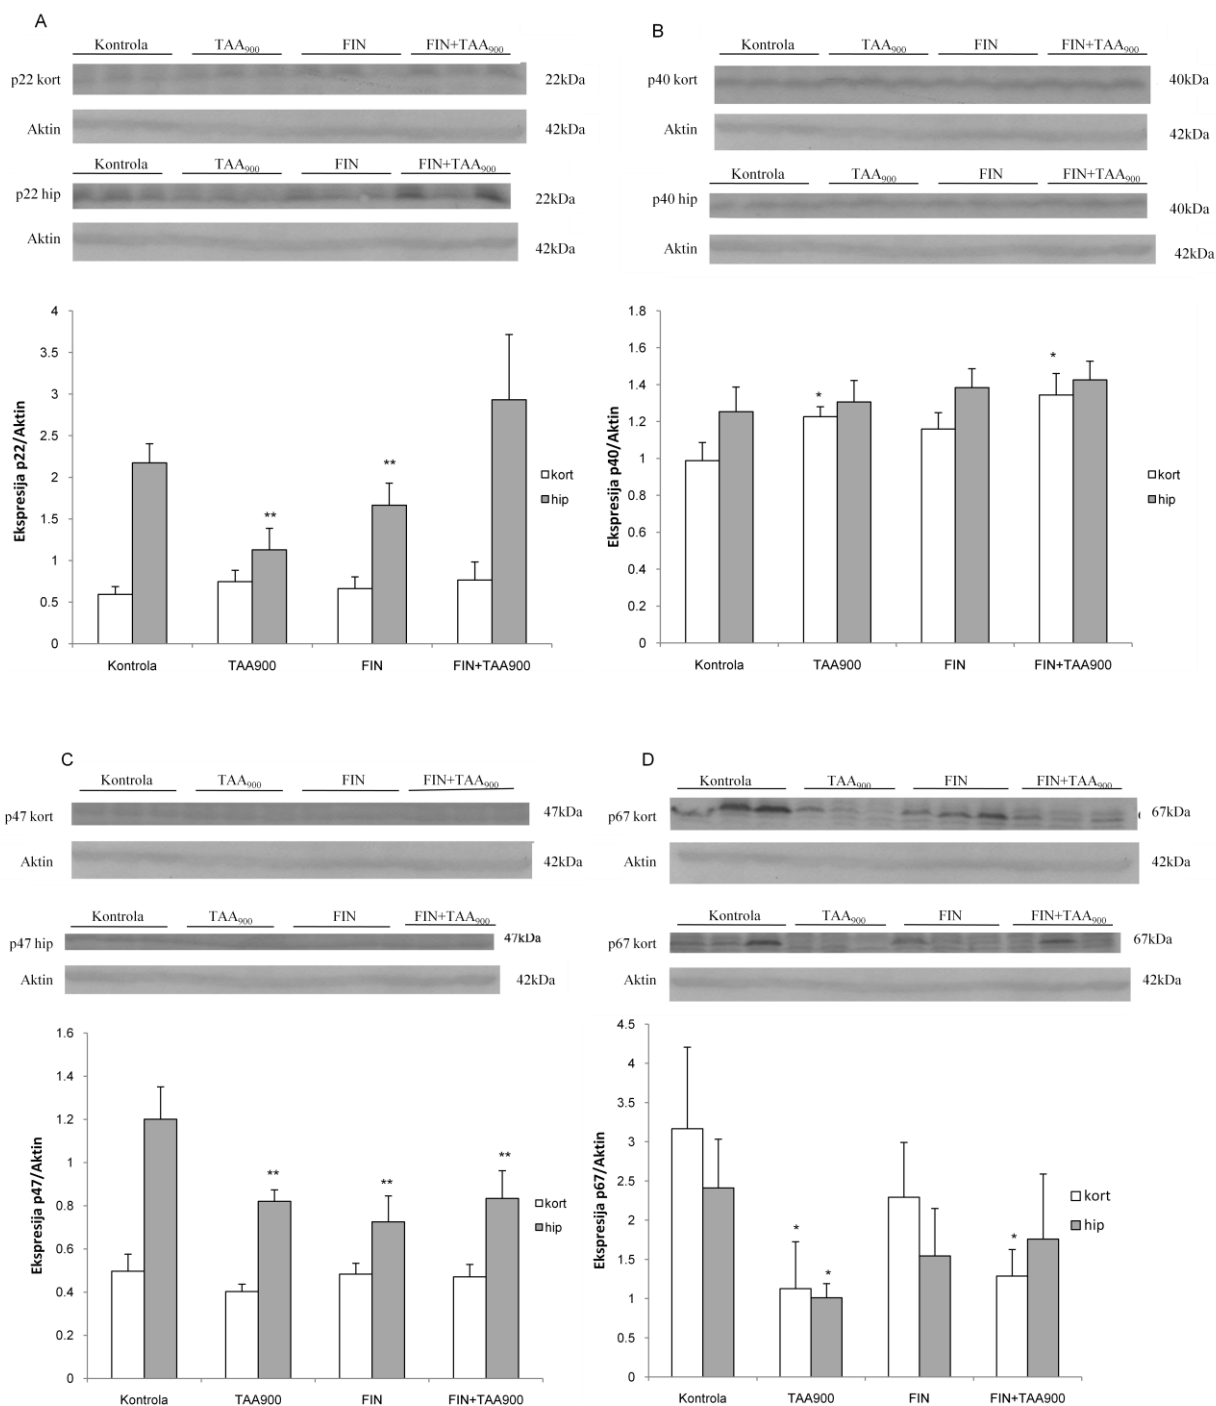 A
Kontrola TAA900 FIN FIN+TAA900
p22 kort 22kDa
Aktin 42kDa
Kontrola TAA900 FIN FIN+TAA900
p22 hip 22kDa
Aktin 42kDa
4
3.5
3
2.5
2
1.5
1
0.5
0
Ekspresija p22/Aktin
** **
kort
hip
Kontrola TAA900 FIN FIN+TAA900
B
Kontrola TAA900 FIN FIN+TAA900
p40 kort 40kDa
Aktin 42kDa
Kontrola TAA900 FIN FIN+TAA900
p40 hip 40kDa
Aktin 42kDa
1.8
1.6
1.4
1.2
1
0.8
0.6
0.4
0.2
0
Ekspresija p40/Aktin
* *
kort
hip
Kontrola TAA900 FIN FIN+TAA900
C
Kontrola TAA900 FIN FIN+TAA900
p47 kort 47kDa
Aktin 42kDa
Kontrola TAA900 FIN FIN+TAA900
p47 hip 47kDa
Aktin 42kDa
1.6
1.4
1.2
1
0.8
0.6
0.4
0.2
0
Ekspresija p47/Aktin
** ** **
kort
hip
Kontrola TAA900 FIN FIN+TAA900
D
Kontrola TAA900 FIN FIN+TAA900
p67 kort 67kDa
Aktin 42kDa
Kontrola TAA900 FIN FIN+TAA900
p67 kort 67kDa
Aktin 42kDa
4.5
4
3.5
3
2.5
2
1.5
1
0.5
0
Ekspresija p67/Aktin
* * *
kort
hip
Kontrola TAA900 FIN FIN+TAA900